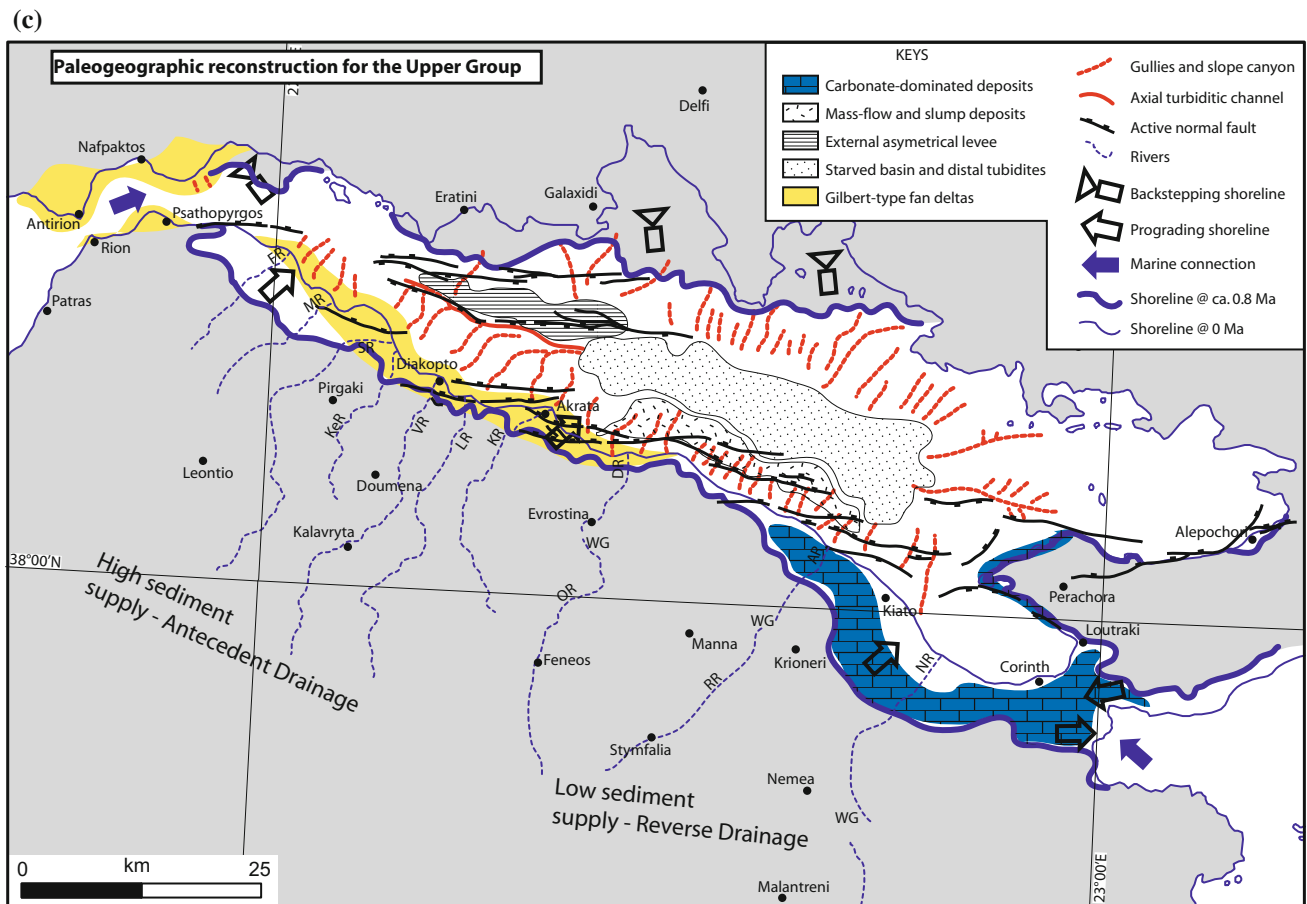 (c)
Paleogeographic reconstruction for the Upper Group
KEYS
Carbonate-dominated deposits
Mass-flow and slump deposits
External asymetrical levee
Starved basin and distal tubidites
Gilbert-type fan deltas
Gullies and slope canyon
Axial turbiditic channel
Active normal fault
Rivers
Backstepping shoreline
Prograding shoreline
Marine connection
Shoreline @ ca. 0.8 Ma
Shoreline @ 0 Ma
Delfi
Nafpaktos
Eratini
Galaxidi
Antirion
Psathopyrgos
Rion
Patras
ER
MR
SR
Diakopto
Pirgaki
KeR
VR
LR
KR
Akrata
DR
Leontio
Doumena
Evrostina
WG
Kalavryta
38°00'N
High sediment
supply - Antecedent Drainage
OR
Feneos
Manna
WG
Krioneri
RR
Stymfalia
AR
Kiato
NR
Corinth
Alepochori
Perachora
Loutraki
Low sediment
supply - Reverse Drainage
Nemea
WG
Malantreni
23°00'E
0
km
25